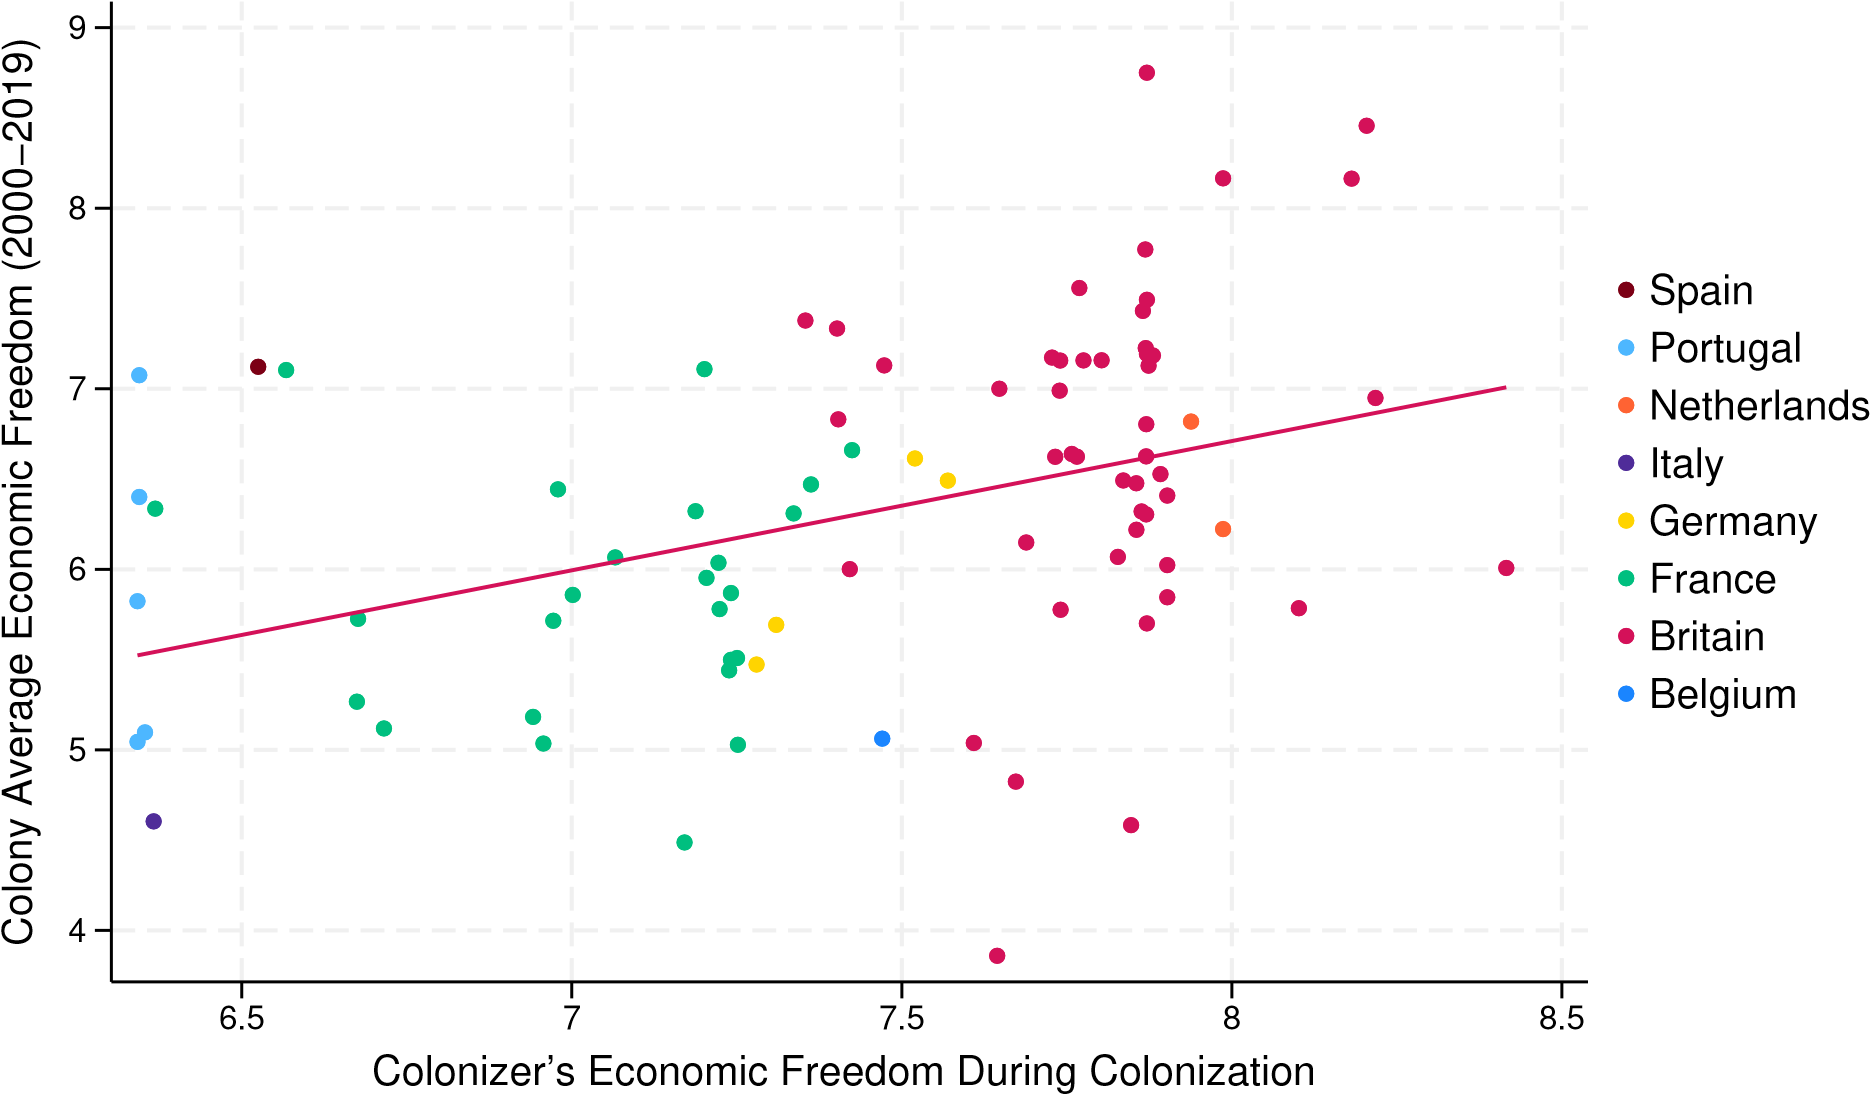 Colony Average Economic Freedom (2000–2019)
9
8
7
6
5
4
6.5
7
7.5
8
8.5
Colonizer’s Economic Freedom During Colonization
Spain
Portugal
Netherlands
Italy
Germany
France
Britain
Belgium